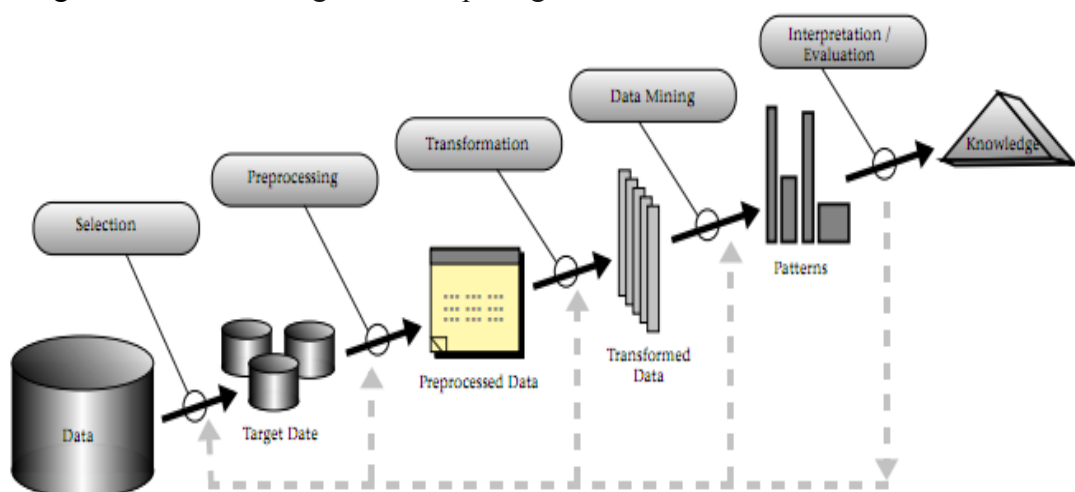 Interpretation /
Evaluation
Data Mining
Transformation
Preprocessing
Selection
Knowledge
Patterns
Transformed
Data
Preprocessed Data
Target Date
Data